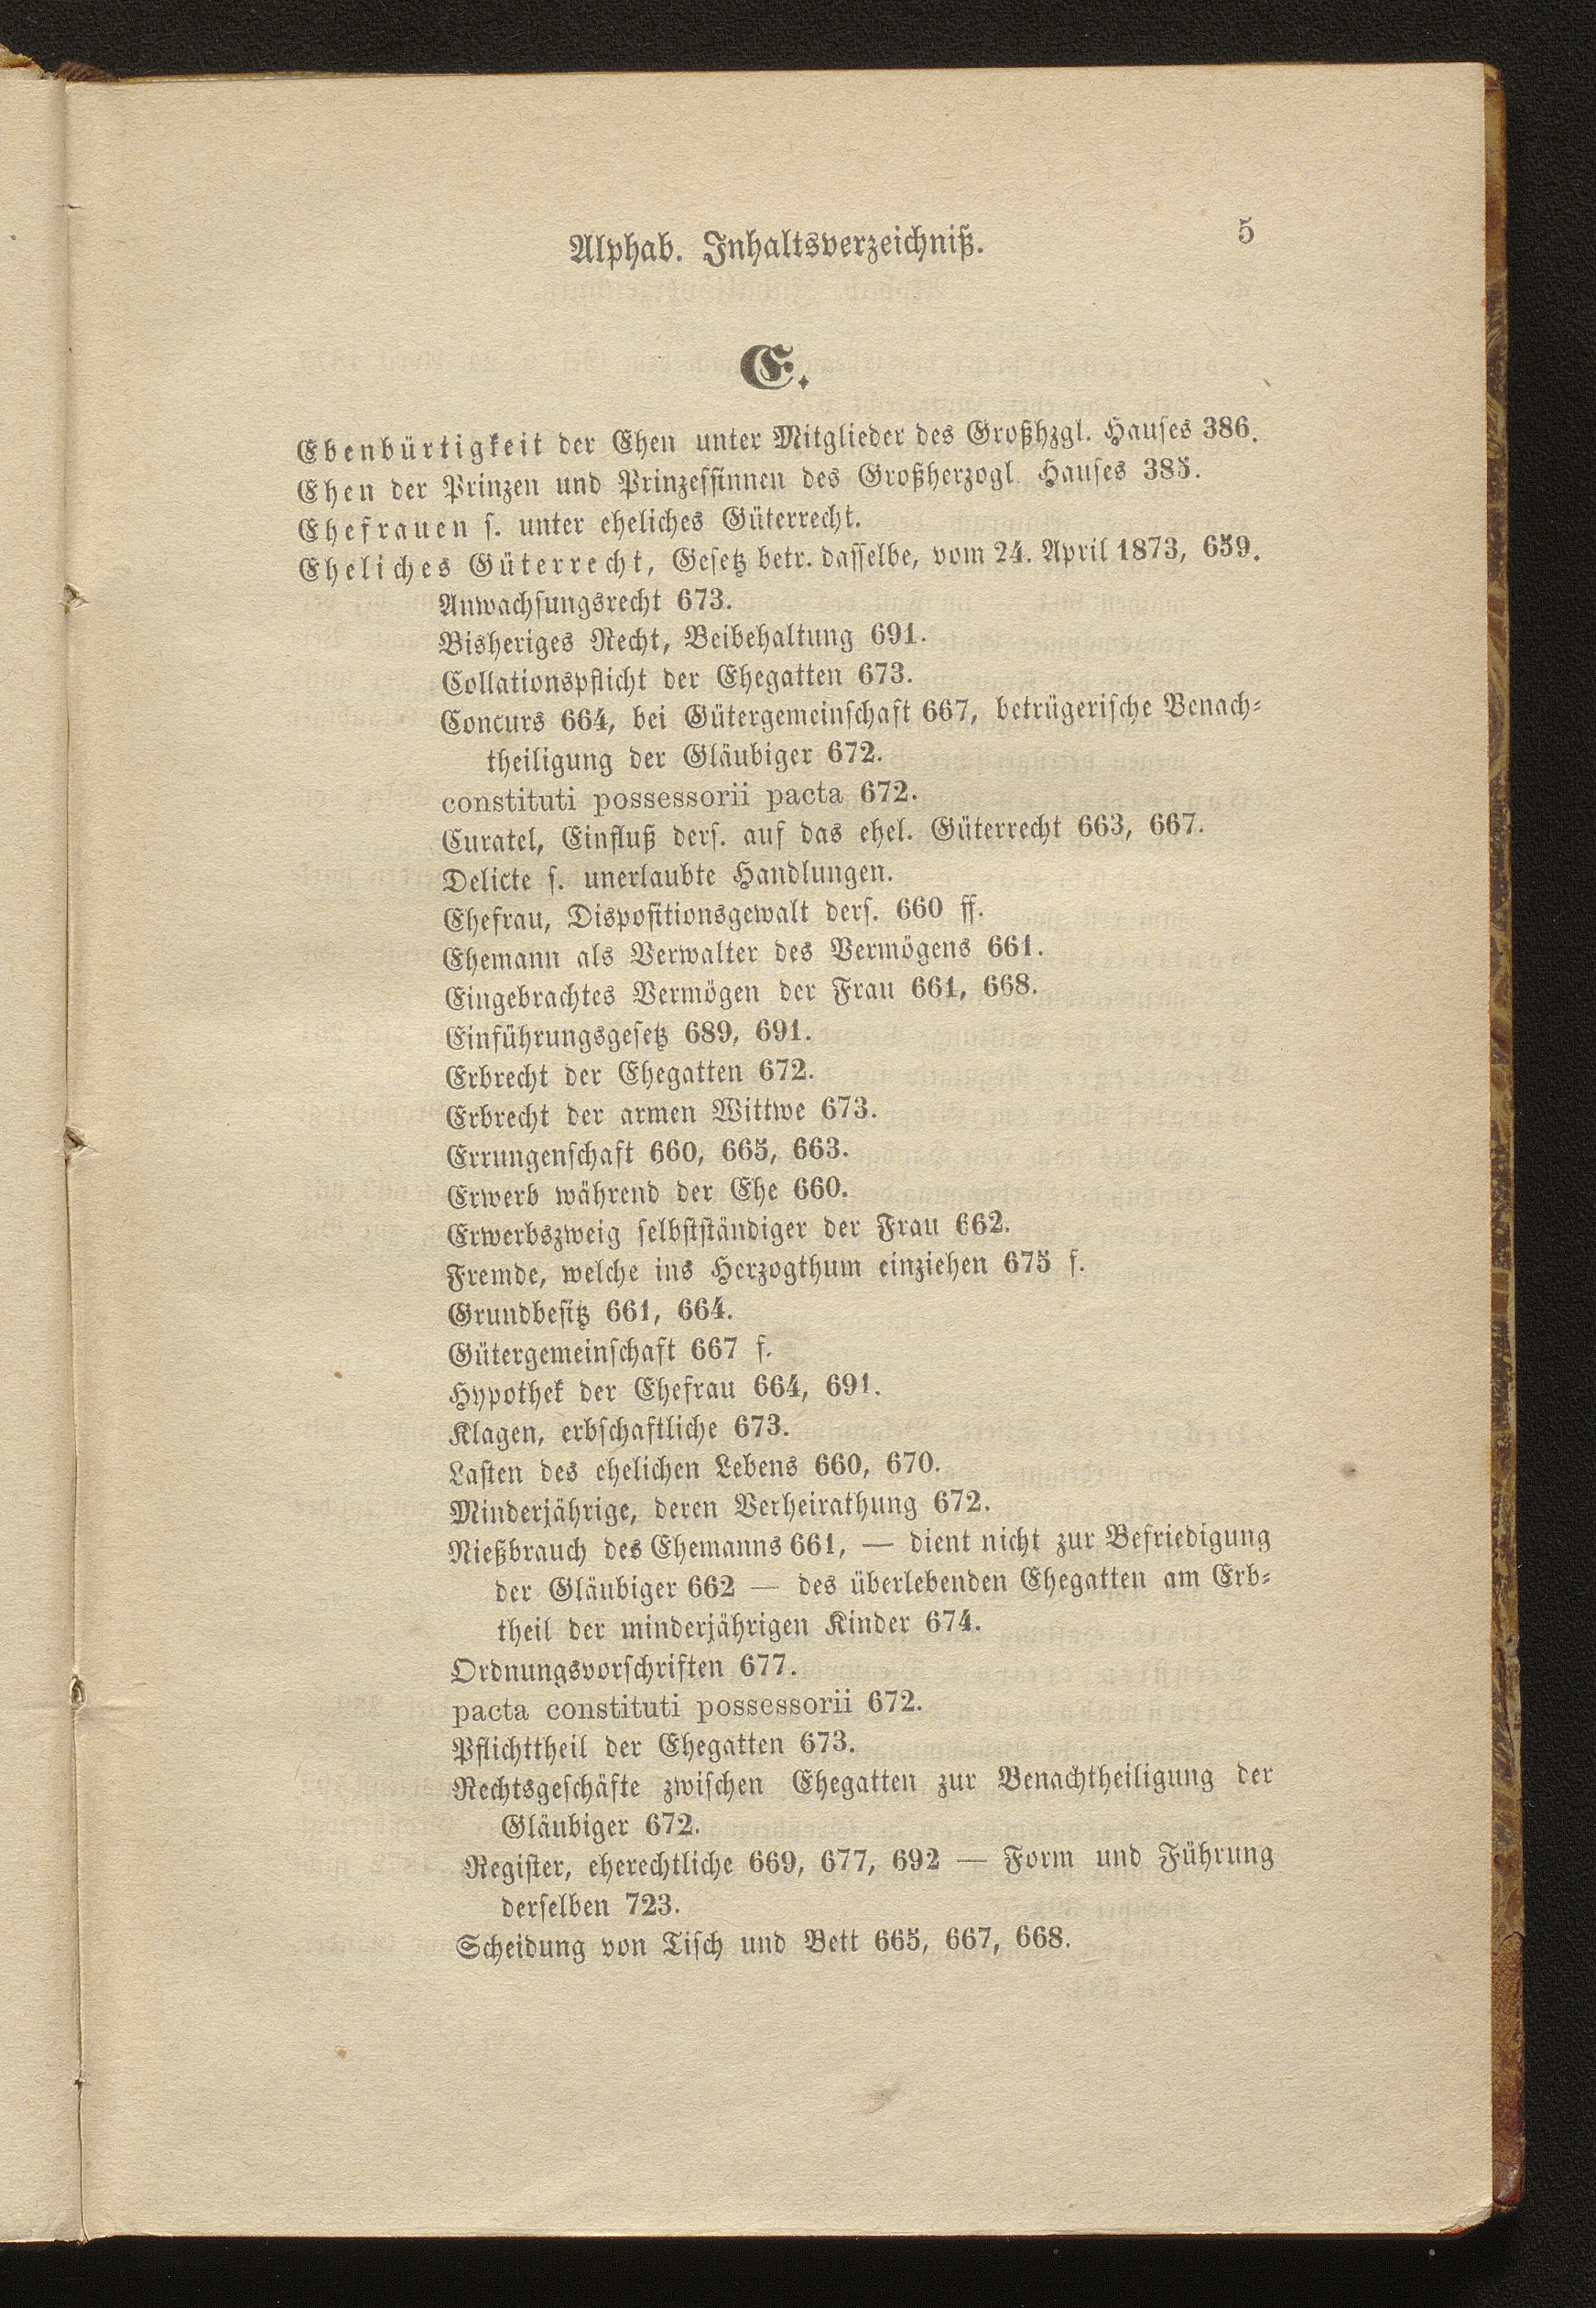 Alphab. Inhaltsverzeichniß.
5
E.
Ebenbürtigkeit der Ehen unter Mitglieder des Großhzgl. Hauses 386.
Ehen der Prinzen und Prinzessinnen des Großherzogl Hauses 385.
Ehefrauen s. unter eheliches Güterrecht.
Eheliches Güterrecht, Gesetz betr. dasselbe, vom 24. April 1873, 659.
Anwachsungsrecht 673.
Bisheriges Recht, Beibehaltung 691.
Collationspflicht der Ehegatten 673.
Concurs 664, bei Gütergemeinschaft 667, betrügerische Benach-
theiligung der Gläubiger 672.
constituti possessorii pacta 672.
Curatel, Einfluß ders. auf das ehel. Güterrecht 663, 667.
Delicte s. unerlaubte Handlungen.
Ehefrau, Dispositionsgewalt ders. 660 ff.
Ehemann als Verwalter des Vermögens 661.
Eingebrachtes Vermögen der Frau 661, 668.
Einführungsgesetz 689, 691.
Erbrecht der Ehegatten 672.
Erbrecht der armen Wittwe 673.
Errungenschaft 660, 665, 663.
Erwerb während der Ehe 660.
Erwerbszweig selbstständiger der Frau 662.
Fremde, welche ins Herzogthum einziehen 675 f.
Grundbesitz 661, 664.
Gütergemeinschaft 667 f.
Hypothek der Ehefrau 664, 691.
Klagen, erbschaftliche 673.
Lasten des ehelichen Lebens 660, 670.
Minderjährige, deren Verheirathung 672.
Nießbrauch des Ehemanns 661, — dient nicht zur Befriedigung
der Gläubiger 662 — des überlebenden Ehegatten am Erb-
theil der minderjährigen Kinder 674.
Ordnungsvorschriften 677.
pacta constituti possessorii 672.
Pflichttheil der Ehegatten 673.
Rechtsgeschäfte zwischen Ehegatten zur Benachtheiligung der
Gläubiger 672.
Register, eherechtliche 669, 677, 692 — Form und Führung
derselben 723.
Scheidung von Tisch und Bett 665, 667, 668.